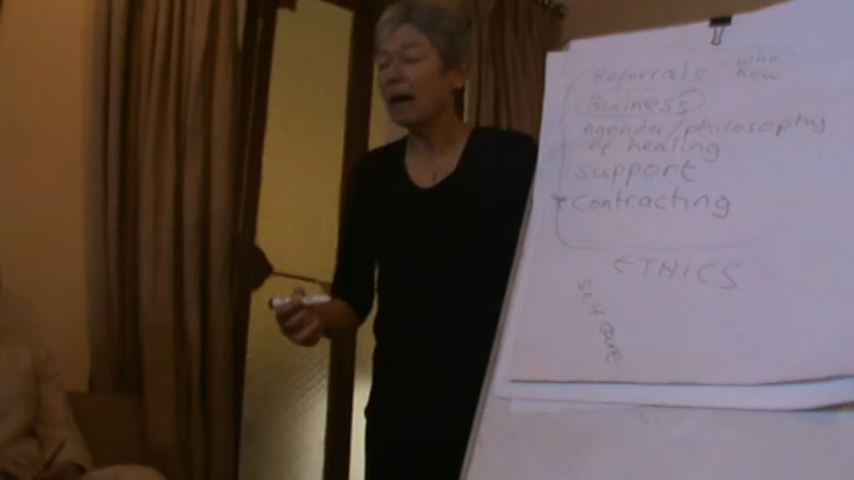 Referrals who
how
Business
Agenda/philosophy
of healing
support
*Contracting
ETHICS
self care